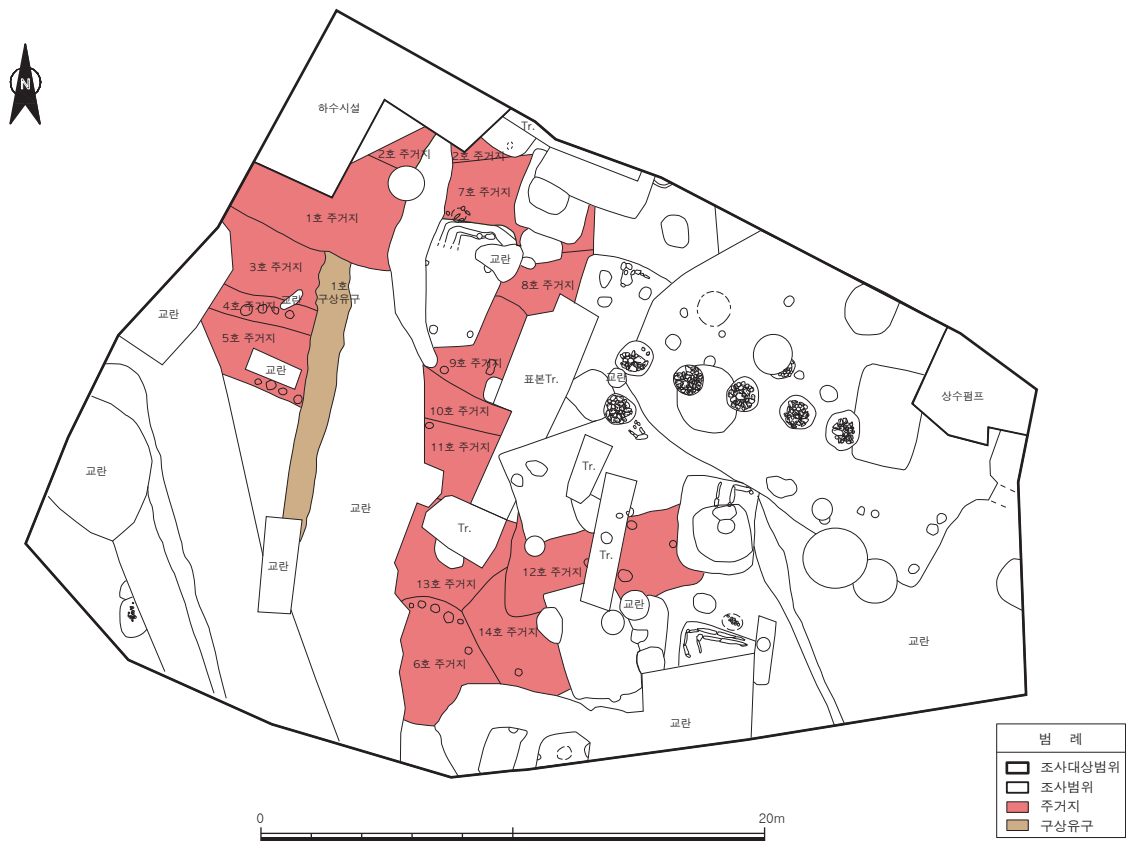 N
하수시설
Tr.
2호 주거지
2호 주거지
7호 주거지
1호 주거지
교란
3호 주거지
8호 주거지
1호
구상유구
교란
4호 주거지
교란
5호 주거지
교란
9호 주거지
표본Tr.
교란
상수펌프
10호 주거지
11호 주거지
교란
Tr.
교란
Tr.
Tr.
교란
12호 주거지
13호 주거지
교란
14호 주거지
6호 주거지
교란
교란
범 례
조사대상범위
조사범위
주거지
구상유구
0
20m